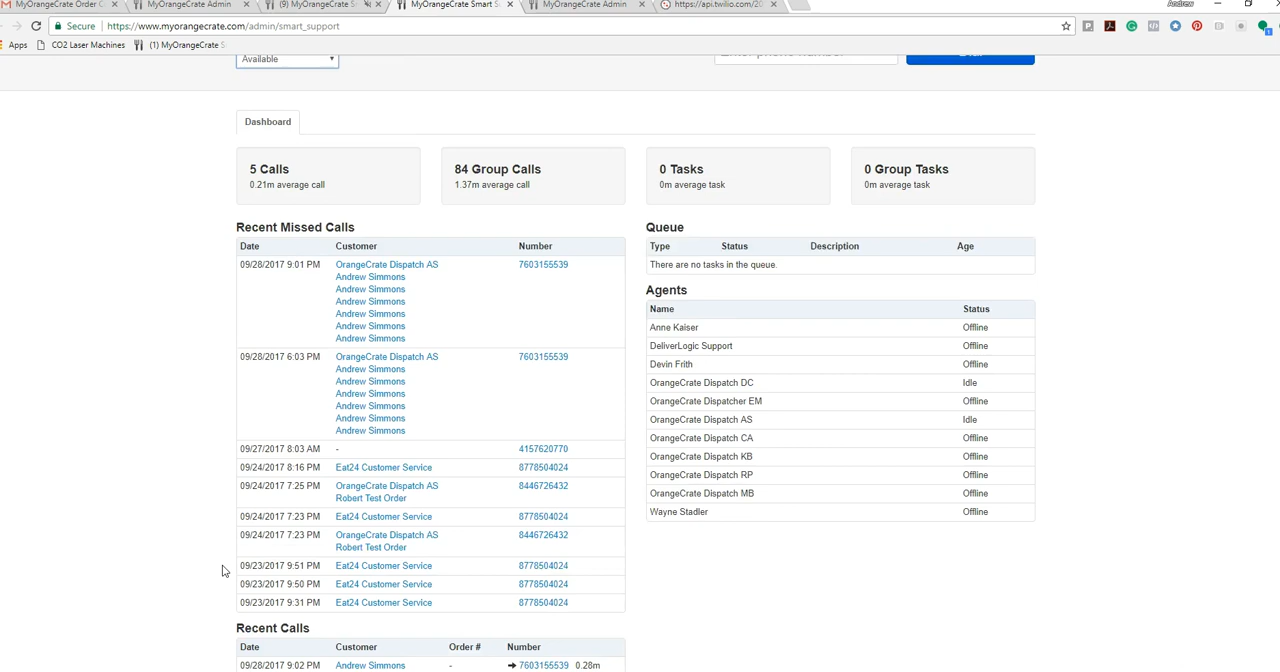 MyOrangeCrate Order C
MyOrangeCrate Admin
(9) MyOrangeCrate S
MyOrangeCrate Smart S
MyOrangeCrate Admin
https://api.twilio.com/20
Andrew
Secure
https://www.myorangecrate.com/admin/smart_support
Apps
CO2 Laser Machines
(1) MyOrangeCrate S
Available
Dashboard
5 Calls
0.21m average call
84 Group Calls
1.37m average call
0 Tasks
0m average task
0 Group Tasks
0m average task
Recent Missed Calls
Date Customer Number
09/28/2017 9:01 PM OrangeCrate Dispatch AS 7603155539
Andrew Simmons
Andrew Simmons
Andrew Simmons
Andrew Simmons
Andrew Simmons
Andrew Simmons
09/28/2017 6:03 PM OrangeCrate Dispatch AS 7603155539
Andrew Simmons
Andrew Simmons
Andrew Simmons
Andrew Simmons
Andrew Simmons
Andrew Simmons
09/27/2017 8:03 AM - 4157620770
09/24/2017 8:16 PM Eat24 Customer Service 8778504024
09/24/2017 7:25 PM OrangeCrate Dispatch AS 8446726432
Robert Test Order
09/24/2017 7:23 PM Eat24 Customer Service 8778504024
09/24/2017 7:23 PM OrangeCrate Dispatch AS 8446726432
Robert Test Order
09/23/2017 9:51 PM Eat24 Customer Service 8778504024
09/23/2017 9:50 PM Eat24 Customer Service 8778504024
09/23/2017 9:31 PM Eat24 Customer Service 8778504024
Recent Calls
Date Customer Order # Number
09/28/2017 9:02 PM Andrew Simmons - ➔ 7603155539 0.28m
Queue
Type Status Description Age
There are no tasks in the queue.
Agents
Name Status
Anne Kaiser Offline
DeliverLogic Support Offline
Devin Frith Offline
OrangeCrate Dispatch DC Idle
OrangeCrate Dispatcher EM Offline
OrangeCrate Dispatch AS Idle
OrangeCrate Dispatch CA Offline
OrangeCrate Dispatch KB Offline
OrangeCrate Dispatch RP Offline
OrangeCrate Dispatch MB Offline
Wayne Stadler Offline